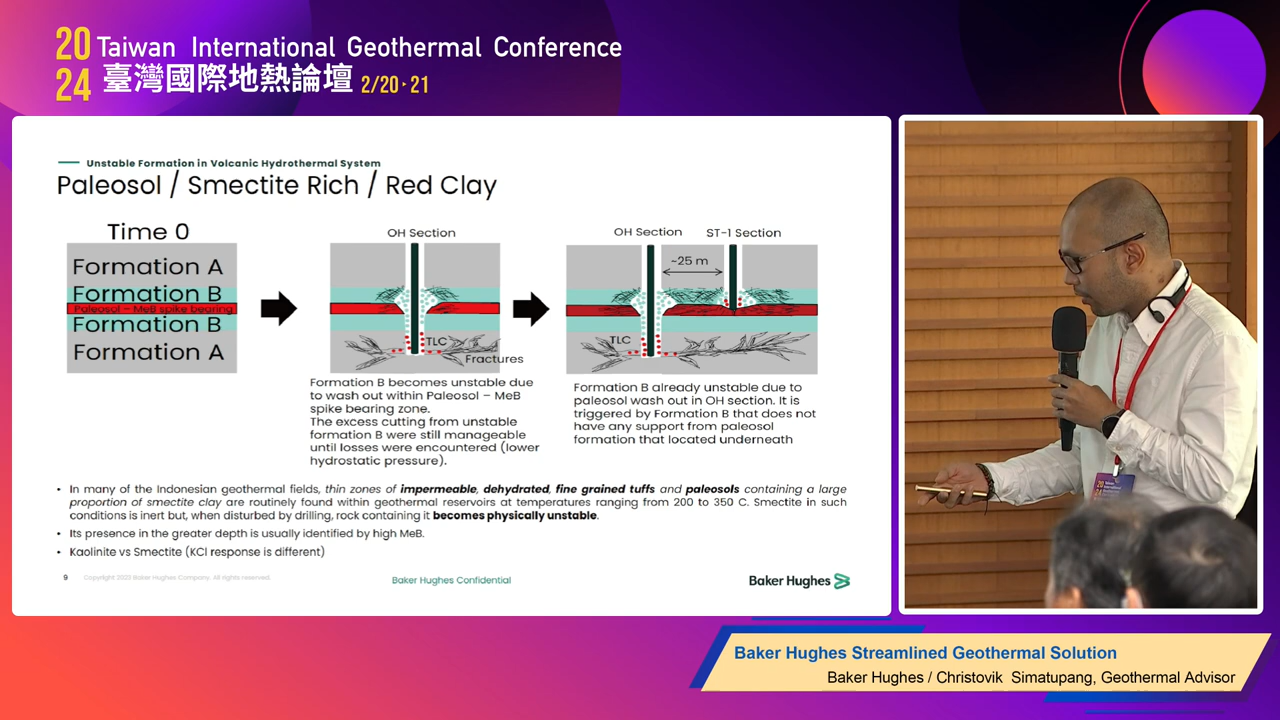 2024 Taiwan International Geothermal Conference
臺灣國際地熱論壇 2/20▸21
Unstable Formation in Volcanic Hydrothermal System
Paleosol / Smectite Rich / Red Clay
Time 0
Formation A
Formation B
Paleosol – MeB spike bearing
Formation B
Formation A
OH Section
TLC
Fractures
Formation B becomes unstable due
to wash out within Paleosol – MeB
spike bearing zone.
The excess cutting from unstable
formation B were still manageable
until losses were encountered (lower
hydrostatic pressure).
OH Section
ST-1 Section
~25 m
TLC
Formation B already unstable due to
paleosol wash out in OH section. It is
triggered by Formation B that does not
have any support from paleosol
formation that located underneath
• In many of the Indonesian geothermal fields, thin zones of impermeable, dehydrated, fine grained tuffs and paleosols containing a large
proportion of smectite clay are routinely found within geothermal reservoirs at temperatures ranging from 200 to 350 C. Smectite in such
conditions is inert but, when disturbed by drilling, rock containing it becomes physically unstable.
• Its presence in the greater depth is usually identified by high MeB.
• Kaolinite vs Smectite (KCl response is different)
9
Copyright 2023 Baker Hughes Company. All rights reserved.
Baker Hughes Confidential
Baker Hughes
Baker Hughes Streamlined Geothermal Solution
Baker Hughes / Christovik Simatupang, Geothermal Advisor